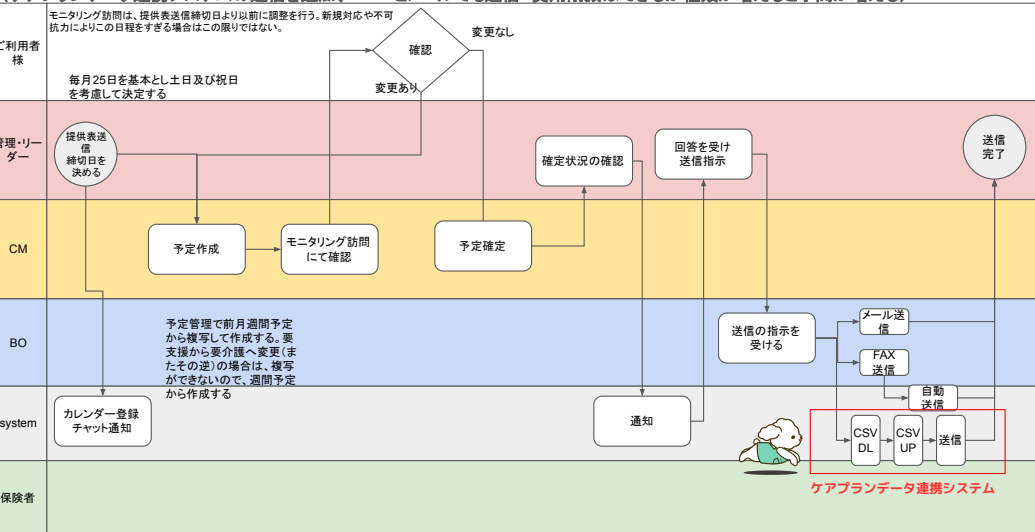 モニタリング訪問は、提供表送信締切日より以前に調整を行う。新規対応や不可
抗力によりこの日程をすぎる場合はこの限りではない。
ご利用者
様
毎月25日を基本とし土日及び祝日
を考慮して決定する
確認
変更なし
変更あり
管理・リー
ダー
提供表送
信
締切日を
決める
確定状況の確認
回答を受け
送信指示
送信
完了
CM
予定作成
モニタリング訪問
にて確認
予定確定
BO
予定管理で前月週間予定
から複写して作成する。要
支援から要介護へ変更(ま
たその逆)の場合は、複写
ができないので、週間予定
から作成する
送信の指示を
受ける
メール送
信
FAX
送信
自動
送信
system
カレンダー登録
チャット通知
通知
CSV
DL
CSV
UP
送信
ケアプランデータ連携システム
保険者